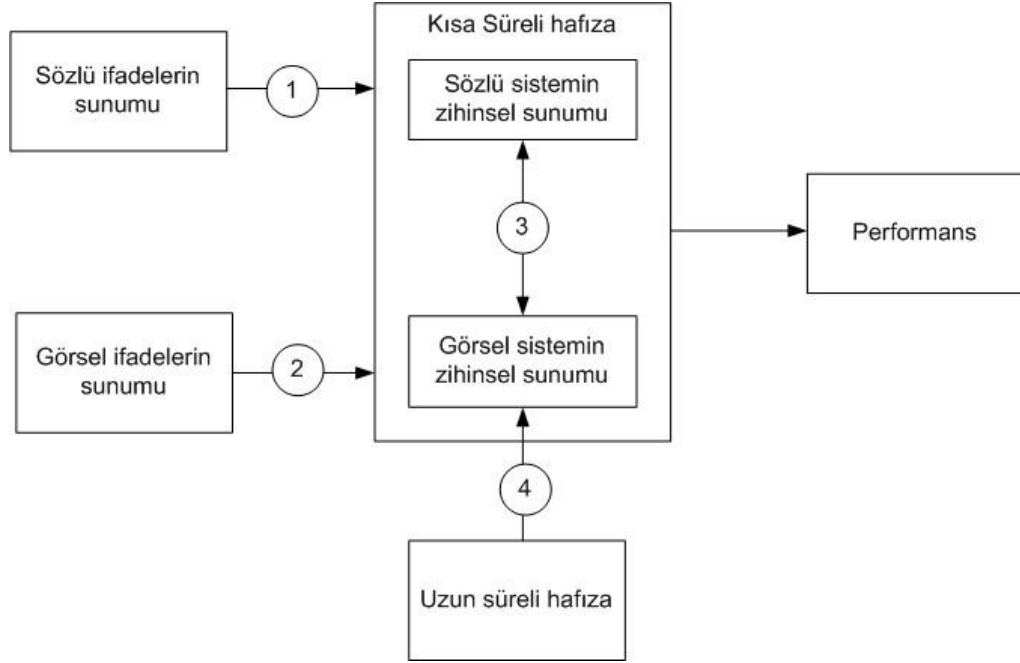 Kısa Süreli hafıza
Sözlü ifadelerin
sunumu
1
Sözlü sistemin
zihinsel sunumu
3
Performans
Görsel ifadelerin
sunumu
2
Görsel sistemin
zihinsel sunumu
4
Uzun süreli hafıza